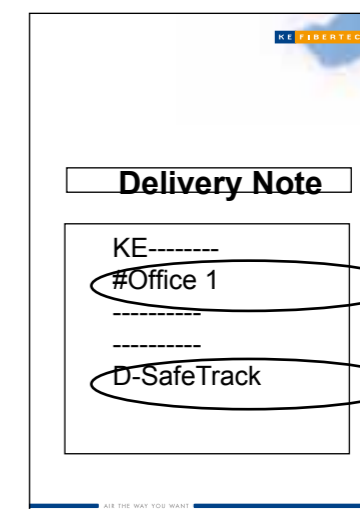 KE FIBERTEC
Delivery Note
KE--------
#Office 1
----------
----------
D-SafeTrack
AIR THE WAY YOU WANT